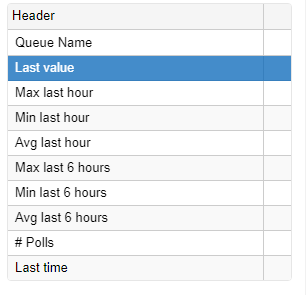 Header
Queue Name
Last value
Max last hour
Min last hour
Avg last hour
Max last 6 hours
Min last 6 hours
Avg last 6 hours
# Polls
Last time